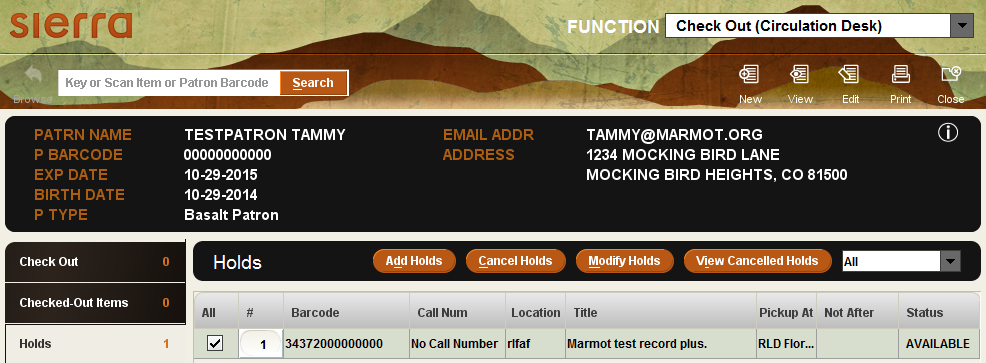 sierra
FUNCTION Check Out (Circulation Desk)
Key or Scan Item or Patron Barcode Search
Browse New View Edit Print Close
PATRN NAME TESTPATRON TAMMY EMAIL ADDR TAMMY@MARMOT.ORG
P BARCODE 00000000000 ADDRESS 1234 MOCKING BIRD LANE
EXP DATE 10-29-2015 MOCKING BIRD HEIGHTS, CO 81500
BIRTH DATE 10-29-2014
P TYPE Basalt Patron
Check Out 0
Holds Add Holds Cancel Holds Modify Holds View Cancelled Holds All
Checked-Out Items 0
All # Barcode Call Num Location Title Pickup At Not After Status
Holds 1
1 34372000000000 No Call Number rlfaf Marmot test record plus. RLD Flor... AVAILABLE